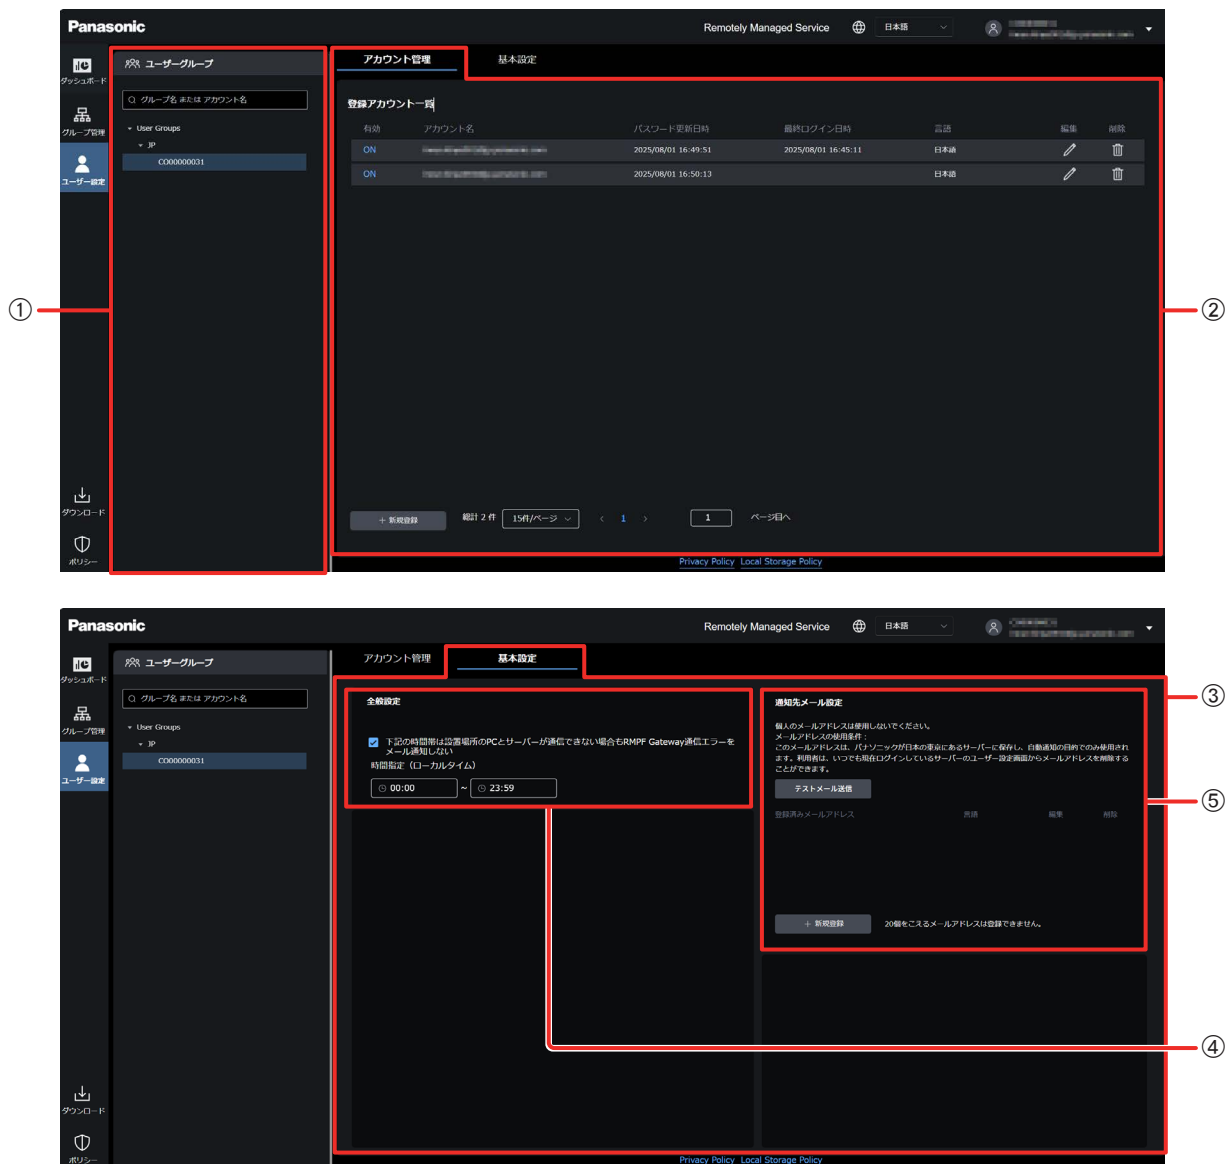 Panasonic
Remotely Managed Service
日本語
ダッシュボード
グループ管理
ユーザー設定
ダウンロード
ポリシー
ユーザーグループ
グループ名 または アカウント名
User Groups
JP
CO00000031
アカウント管理
基本設定
登録アカウント一覧
有効 アカウント名 パスワード更新日時 最終ログイン日時 言語 編集 削除
ON 2025/08/01 16:49:51 2025/08/01 16:45:11 日本語
ON 2025/08/01 16:50:13 日本語
+ 新規登録 総計 2 件 15件/ページ < 1 > 1 ページ目へ
Privacy Policy Local Storage Policy
①
②
Panasonic
Remotely Managed Service
日本語
ダッシュボード
グループ管理
ユーザー設定
ダウンロード
ポリシー
ユーザーグループ
グループ名 または アカウント名
User Groups
JP
CO00000031
アカウント管理
基本設定
全般設定
下記の時間帯は設置場所のPCとサーバーが通信できない場合もRMPF Gateway通信エラーを
メール通知しない
時間指定（ローカルタイム）
00:00 ~ 23:59
通知先メール設定
個人のメールアドレスは使用しないでください。
メールアドレスの使用条件：
このメールアドレスは、パナソニックが日本の東京にあるサーバーに保存し、自動通知の目的でのみ使用され
ます。利用者は、いつでも現在ログインしているサーバーのユーザー設定画面からメールアドレスを削除する
ことができます。
テストメール送信
登録済みメールアドレス 言語 編集 削除
+ 新規登録 20個をこえるメールアドレスは登録できません。
Privacy Policy Local Storage Policy
③
⑤
④